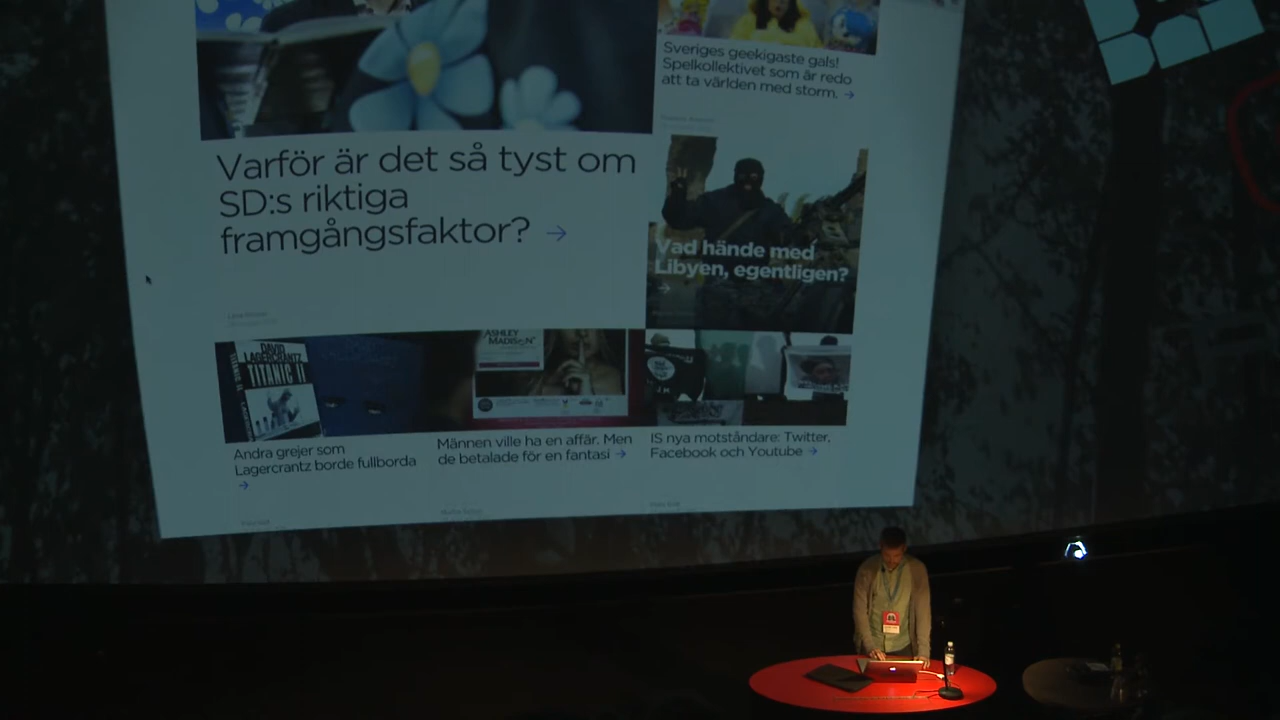 Sveriges geekigaste gals!
Spelkollektivet som är redo
att ta världen med storm. →
Varför är det så tyst om
SD:s riktiga
framgångsfaktor? →
Vad hände med
Libyen, egentligen?
→
DAVID
LAGERCRANTZ
TITANIC II
ASHLEY
MADISON
Andra grejer som
Lagercrantz borde fullborda
→
Männen ville ha en affär. Men
de betalade för en fantasi →
IS nya motståndare: Twitter,
Facebook och Youtube →